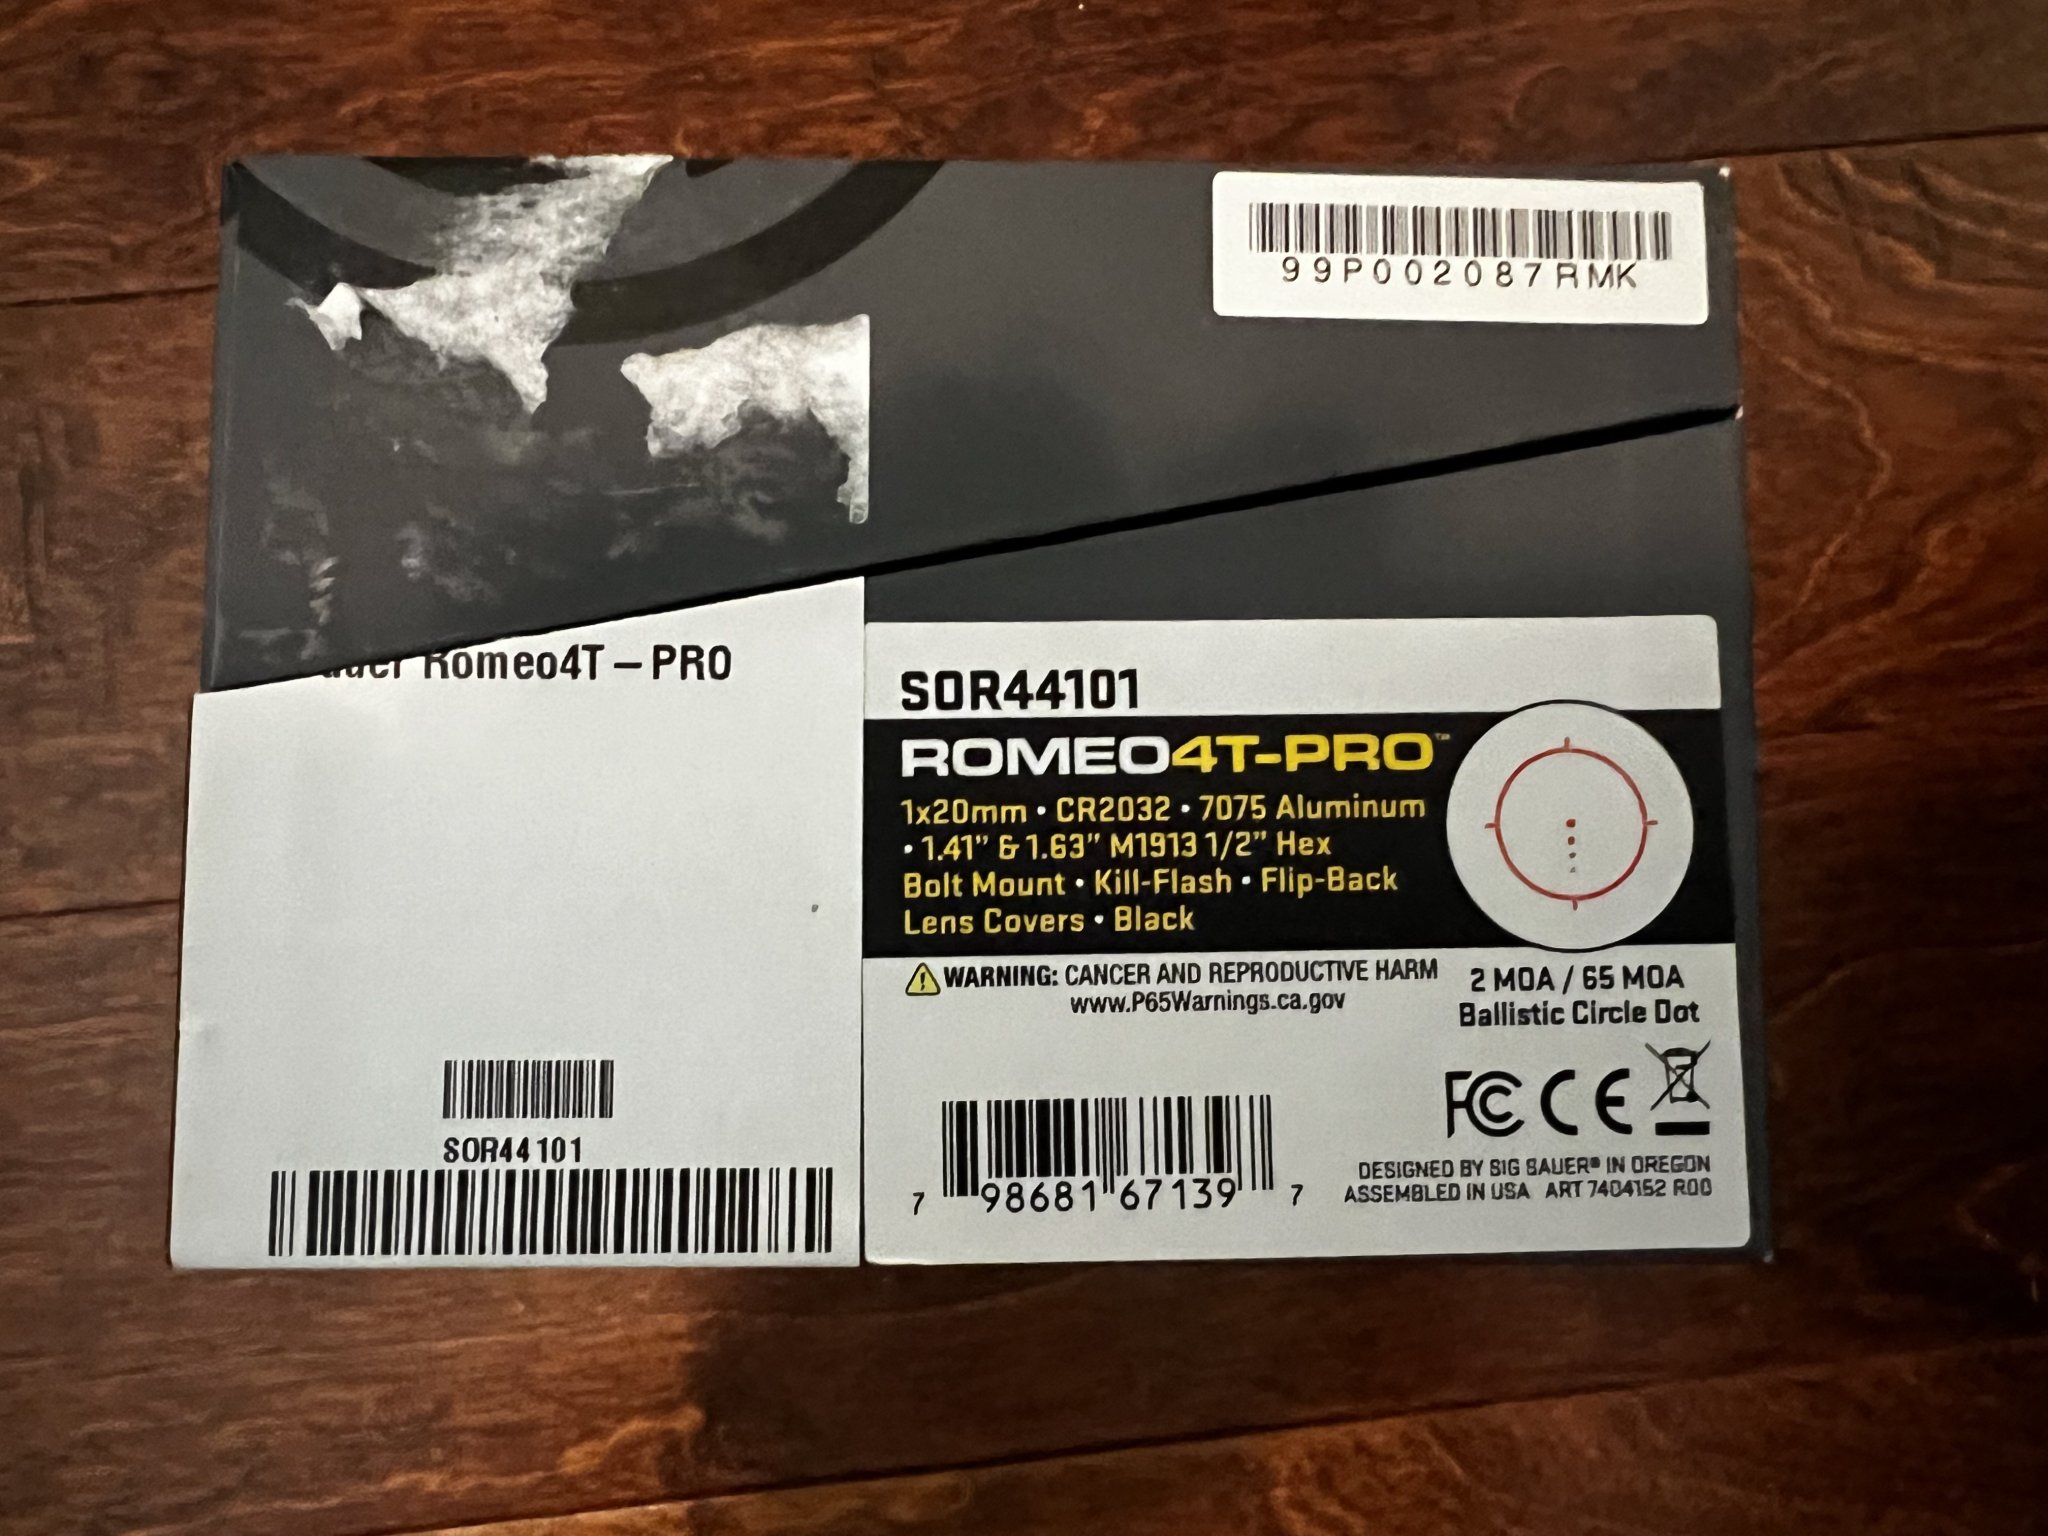 99P002087RMK
Romeo4T – PRO
SOR44101
SOR44101
ROMEO4T-PRO™
1x20mm • CR2032 • 7075 Aluminum
• 1.41" & 1.63" M1913 1/2" Hex
Bolt Mount • Kill-Flash • Flip-Back
Lens Covers • Black
WARNING: CANCER AND REPRODUCTIVE HARM
www.P65Warnings.ca.gov
2 MOA / 65 MOA
Ballistic Circle Dot
7 98681 67139 7
FC CE
DESIGNED BY SIG SAUER® IN OREGON
ASSEMBLED IN USA ART 7404152 R00